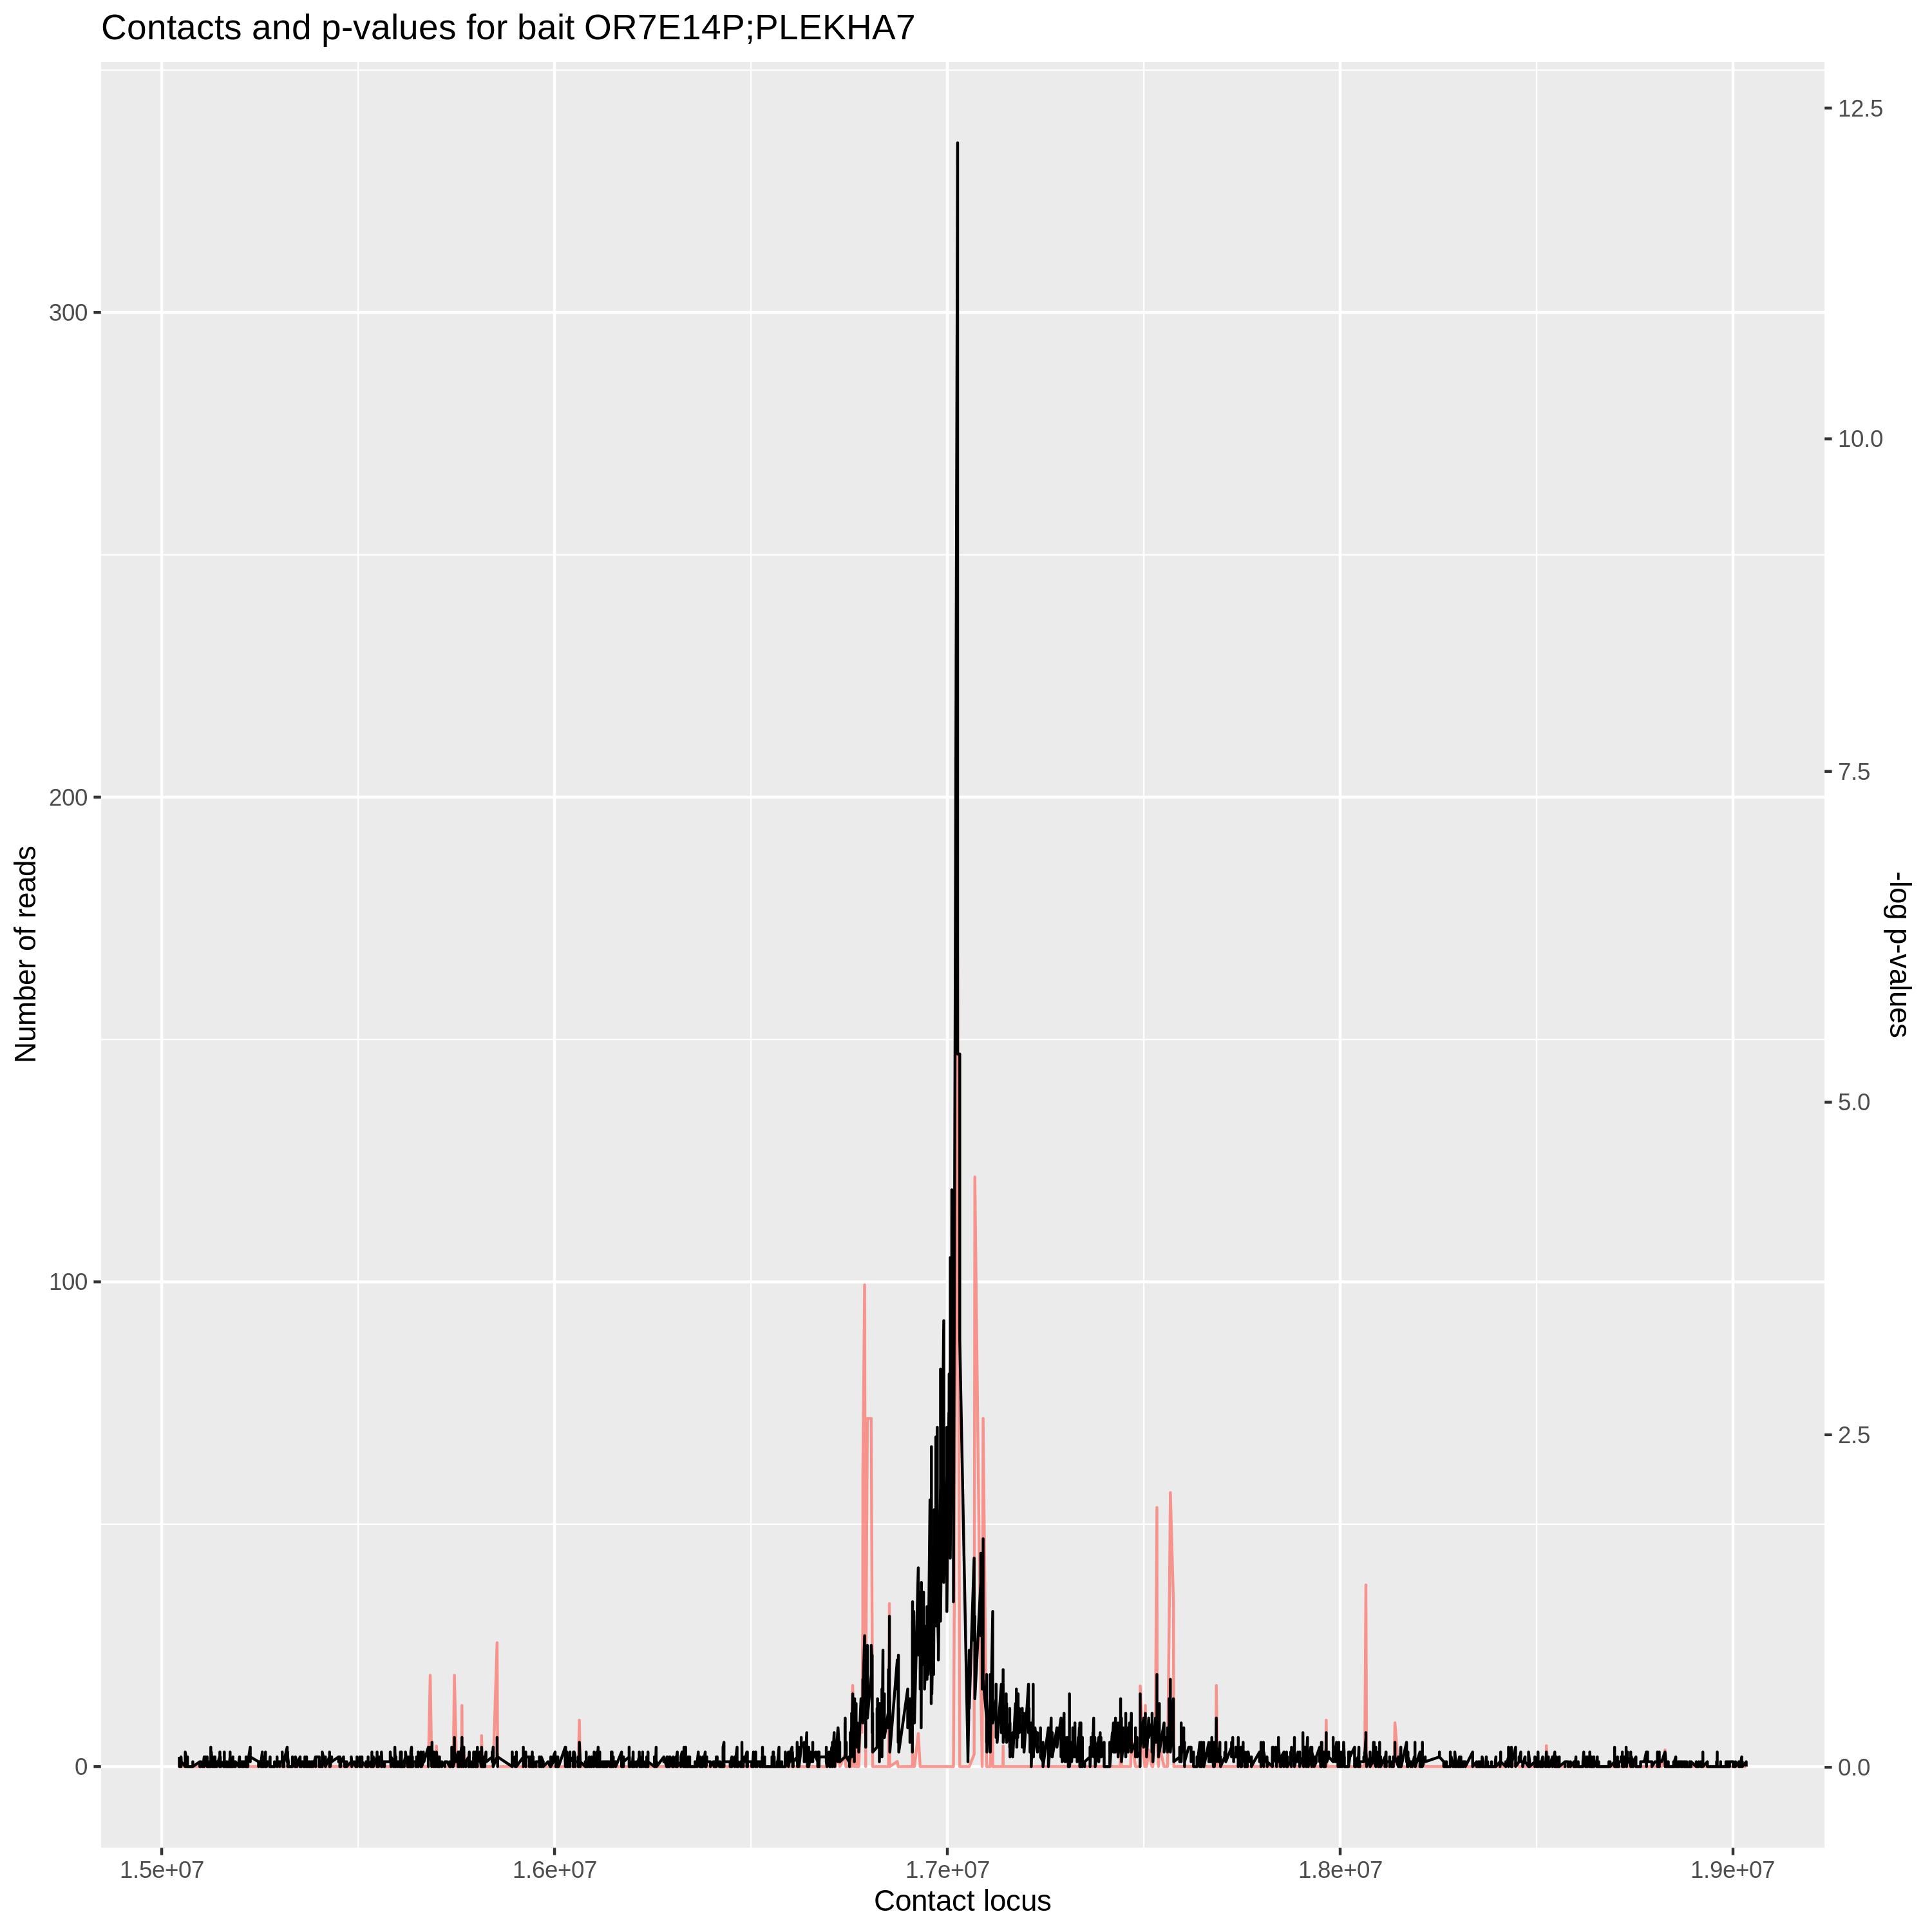 Contacts and p-values for bait OR7E14P;PLEKHA7
12.5
300
10.0
200
7.5
Number of reads
-log p-values
5.0
100
2.5
0
0.0
1.5e+07
1.6e+07
1.7e+07
1.8e+07
1.9e+07
Contact locus